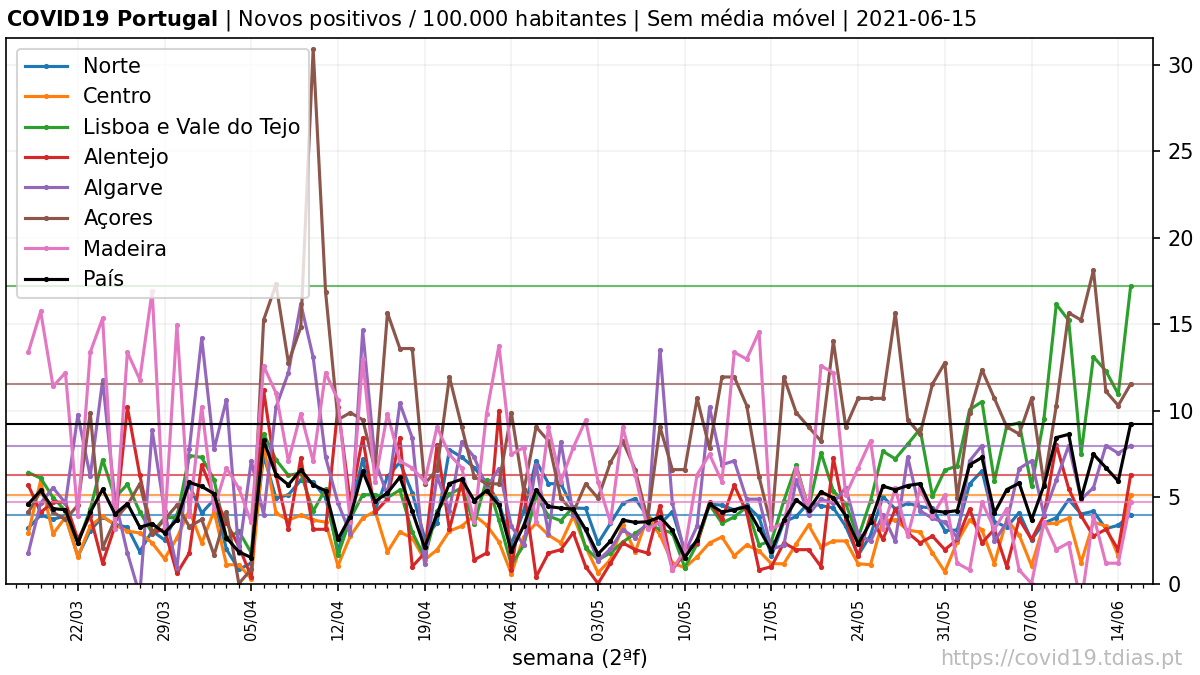 COVID19 Portugal | Novos positivos / 100.000 habitantes | Sem média móvel | 2021-06-15
Norte
Centro
Lisboa e Vale do Tejo
Alentejo
Algarve
Açores
Madeira
País
30
25
20
15
10
5
0
22/03
29/03
05/04
12/04
19/04
26/04
03/05
10/05
17/05
24/05
31/05
07/06
14/06
semana (2ªf)
https://covid19.tdias.pt